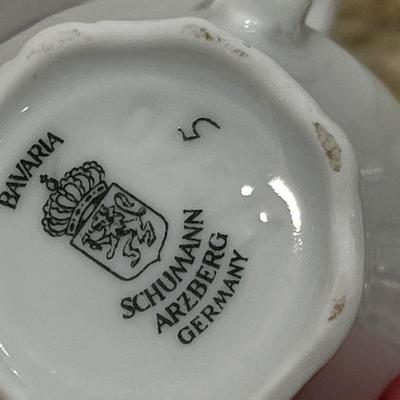 BAVARIA
SCHUMANN
ARZBERG
GERMANY
5